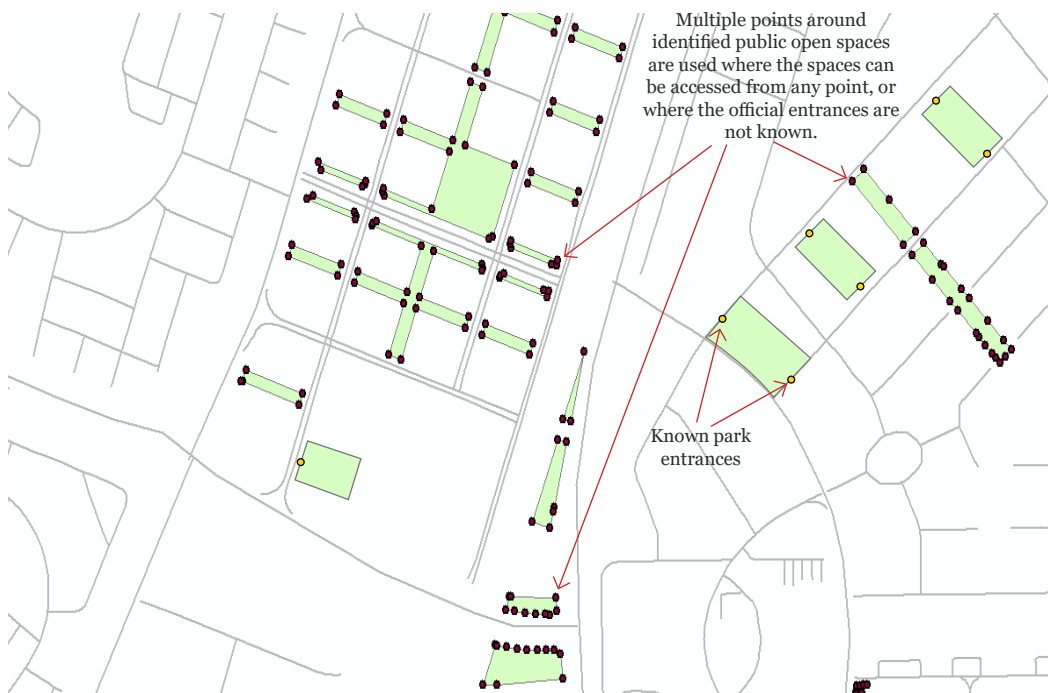 Multiple points around
identified public open spaces
are used where the spaces can
be accessed from any point, or
where the official entrances are
not known.
Known park
entrances